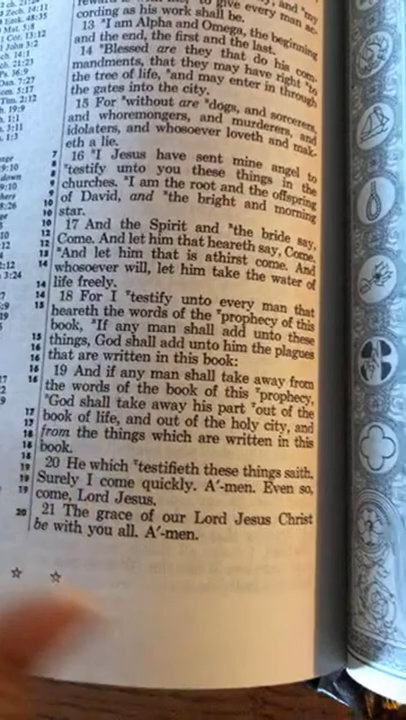 to give every man ac-
cording as his work shall be.
13 I am Alpha and Omega, the beginning
and the end, the first and the last.
14 Blessed are they that do his com-
mandments, that they may have right to
the tree of life, and may enter in through
the gates into the city.
15 For without are dogs, and sorcerers,
and whoremongers, and murderers, and
idolaters, and whosoever loveth and mak-
eth a lie.
16 I Jesus have sent mine angel to
testify unto you these things in the
churches. I am the root and the offspring
of David, and the bright and morning
star.
17 And the Spirit and the bride say,
Come. And let him that heareth say, Come.
And let him that is athirst come. And
whosoever will, let him take the water of
life freely.
18 For I testify unto every man that
heareth the words of the prophecy of this
book, If any man shall add unto these
things, God shall add unto him the plagues
that are written in this book:
19 And if any man shall take away from
the words of the book of this prophecy,
God shall take away his part out of the
book of life, and out of the holy city, and
from the things which are written in this
book.
20 He which testifieth these things saith,
Surely I come quickly. A′-men. Even so,
come, Lord Jesus.
21 The grace of our Lord Jesus Christ
be with you all. A′-men.